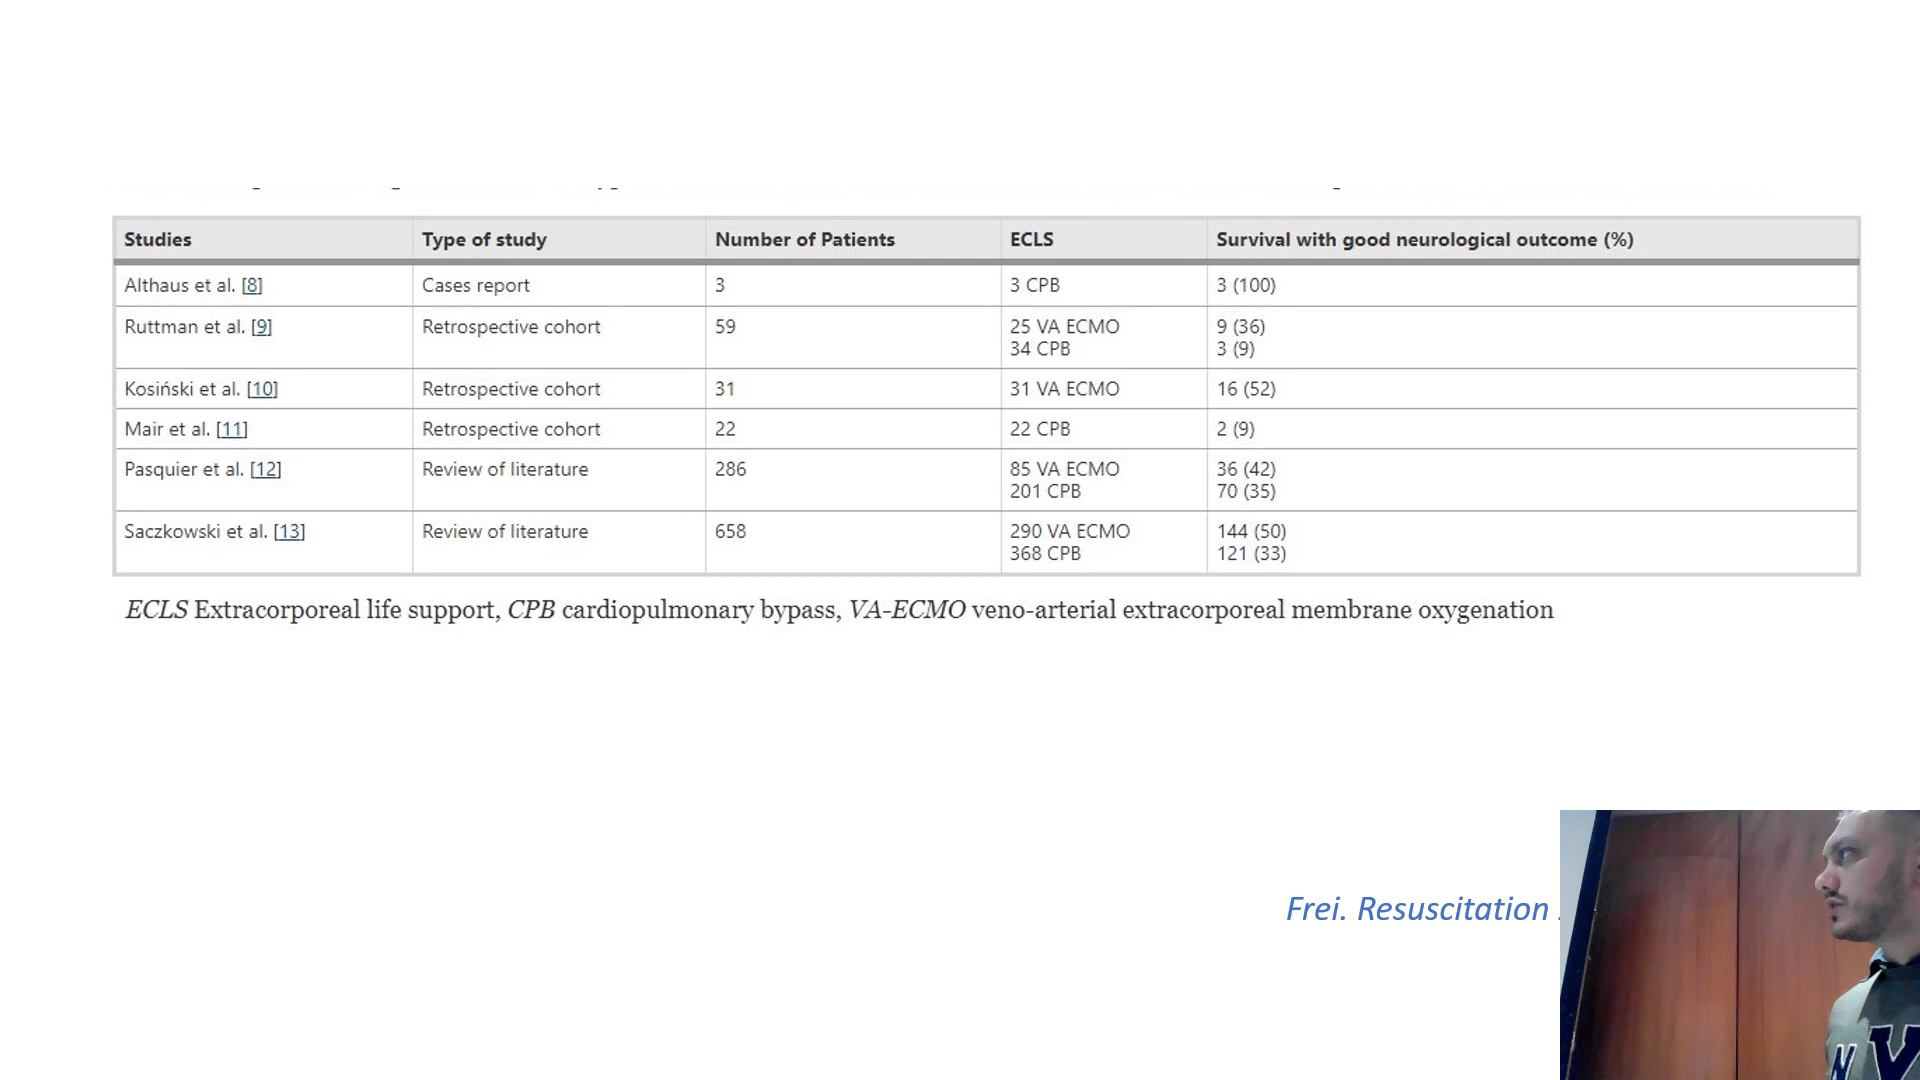 Studies Type of study Number of Patients ECLS Survival with good neurological outcome (%)
Althaus et al. [8] Cases report 3 3 CPB 3 (100)
Ruttman et al. [9] Retrospective cohort 59 25 VA ECMO 9 (36)
34 CPB 3 (9)
Kosiński et al. [10] Retrospective cohort 31 31 VA ECMO 16 (52)
Mair et al. [11] Retrospective cohort 22 22 CPB 2 (9)
Pasquier et al. [12] Review of literature 286 85 VA ECMO 36 (42)
201 CPB 70 (35)
Saczkowski et al. [13] Review of literature 658 290 VA ECMO 144 (50)
368 CPB 121 (33)
ECLS Extracorporeal life support, CPB cardiopulmonary bypass, VA-ECMO veno-arterial extracorporeal membrane oxygenation
Frei. Resuscitation